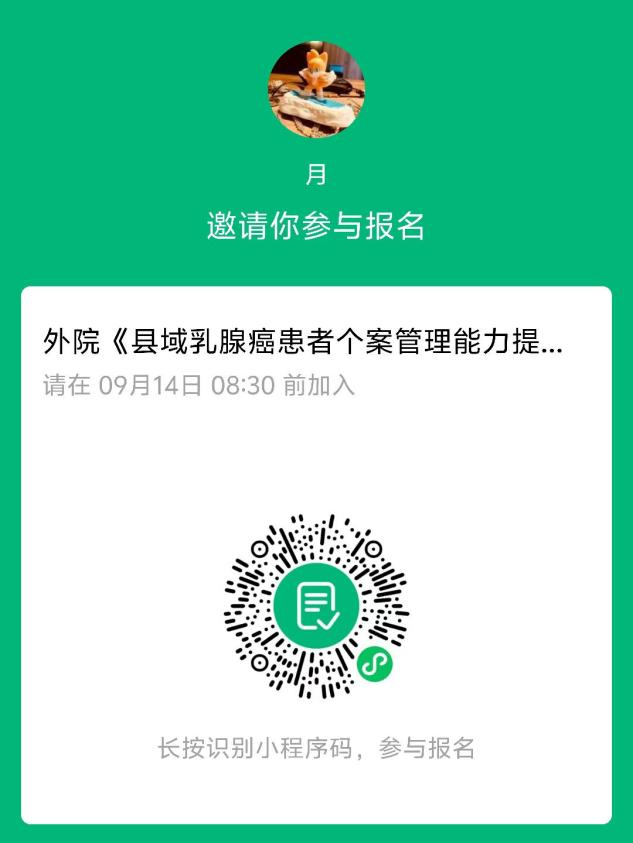 月
邀请你参与报名
外院《县域乳腺癌患者个案管理能力提...
请在 09月14日 08:30 前加入
长按识别小程序码，参与报名